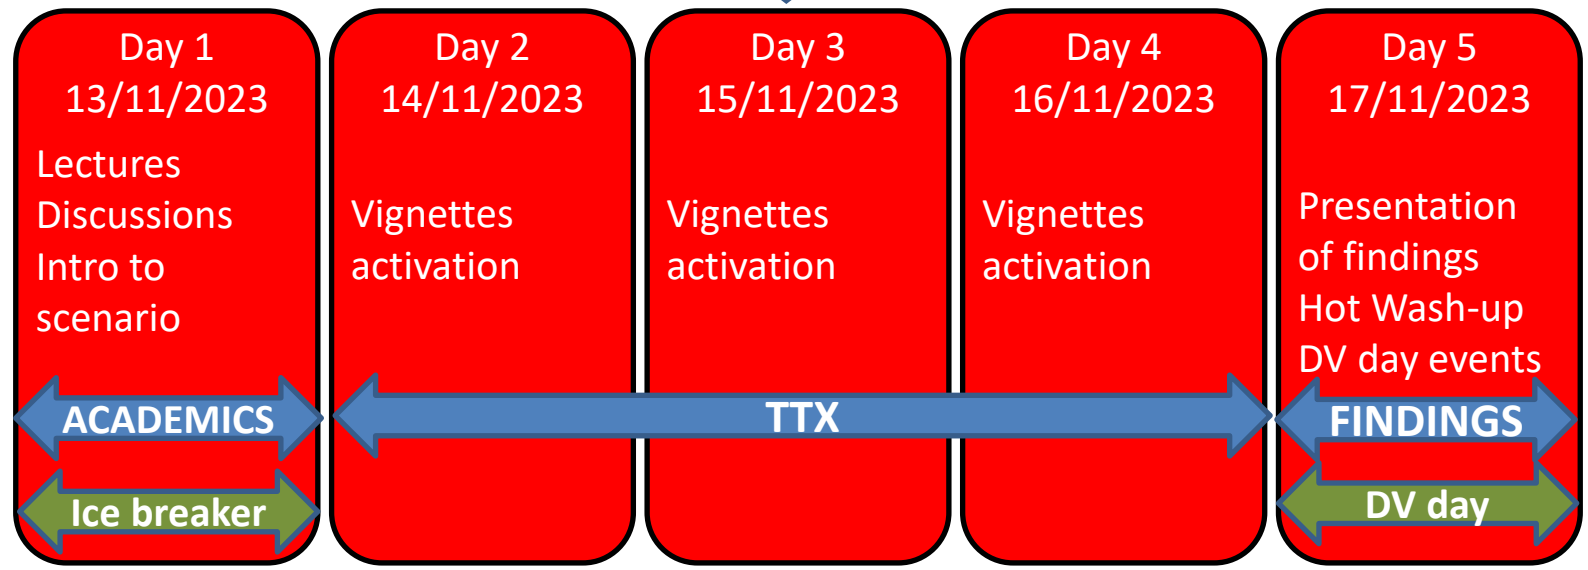 Day 1
13/11/2023
Lectures
Discussions
Intro to
scenario
Day 2
14/11/2023
Vignettes
activation
Day 3
15/11/2023
Vignettes
activation
Day 4
16/11/2023
Vignettes
activation
Day 5
17/11/2023
Presentation
of findings
Hot Wash-up
DV day events
ACADEMICS
TTX
FINDINGS
Ice breaker
DV day